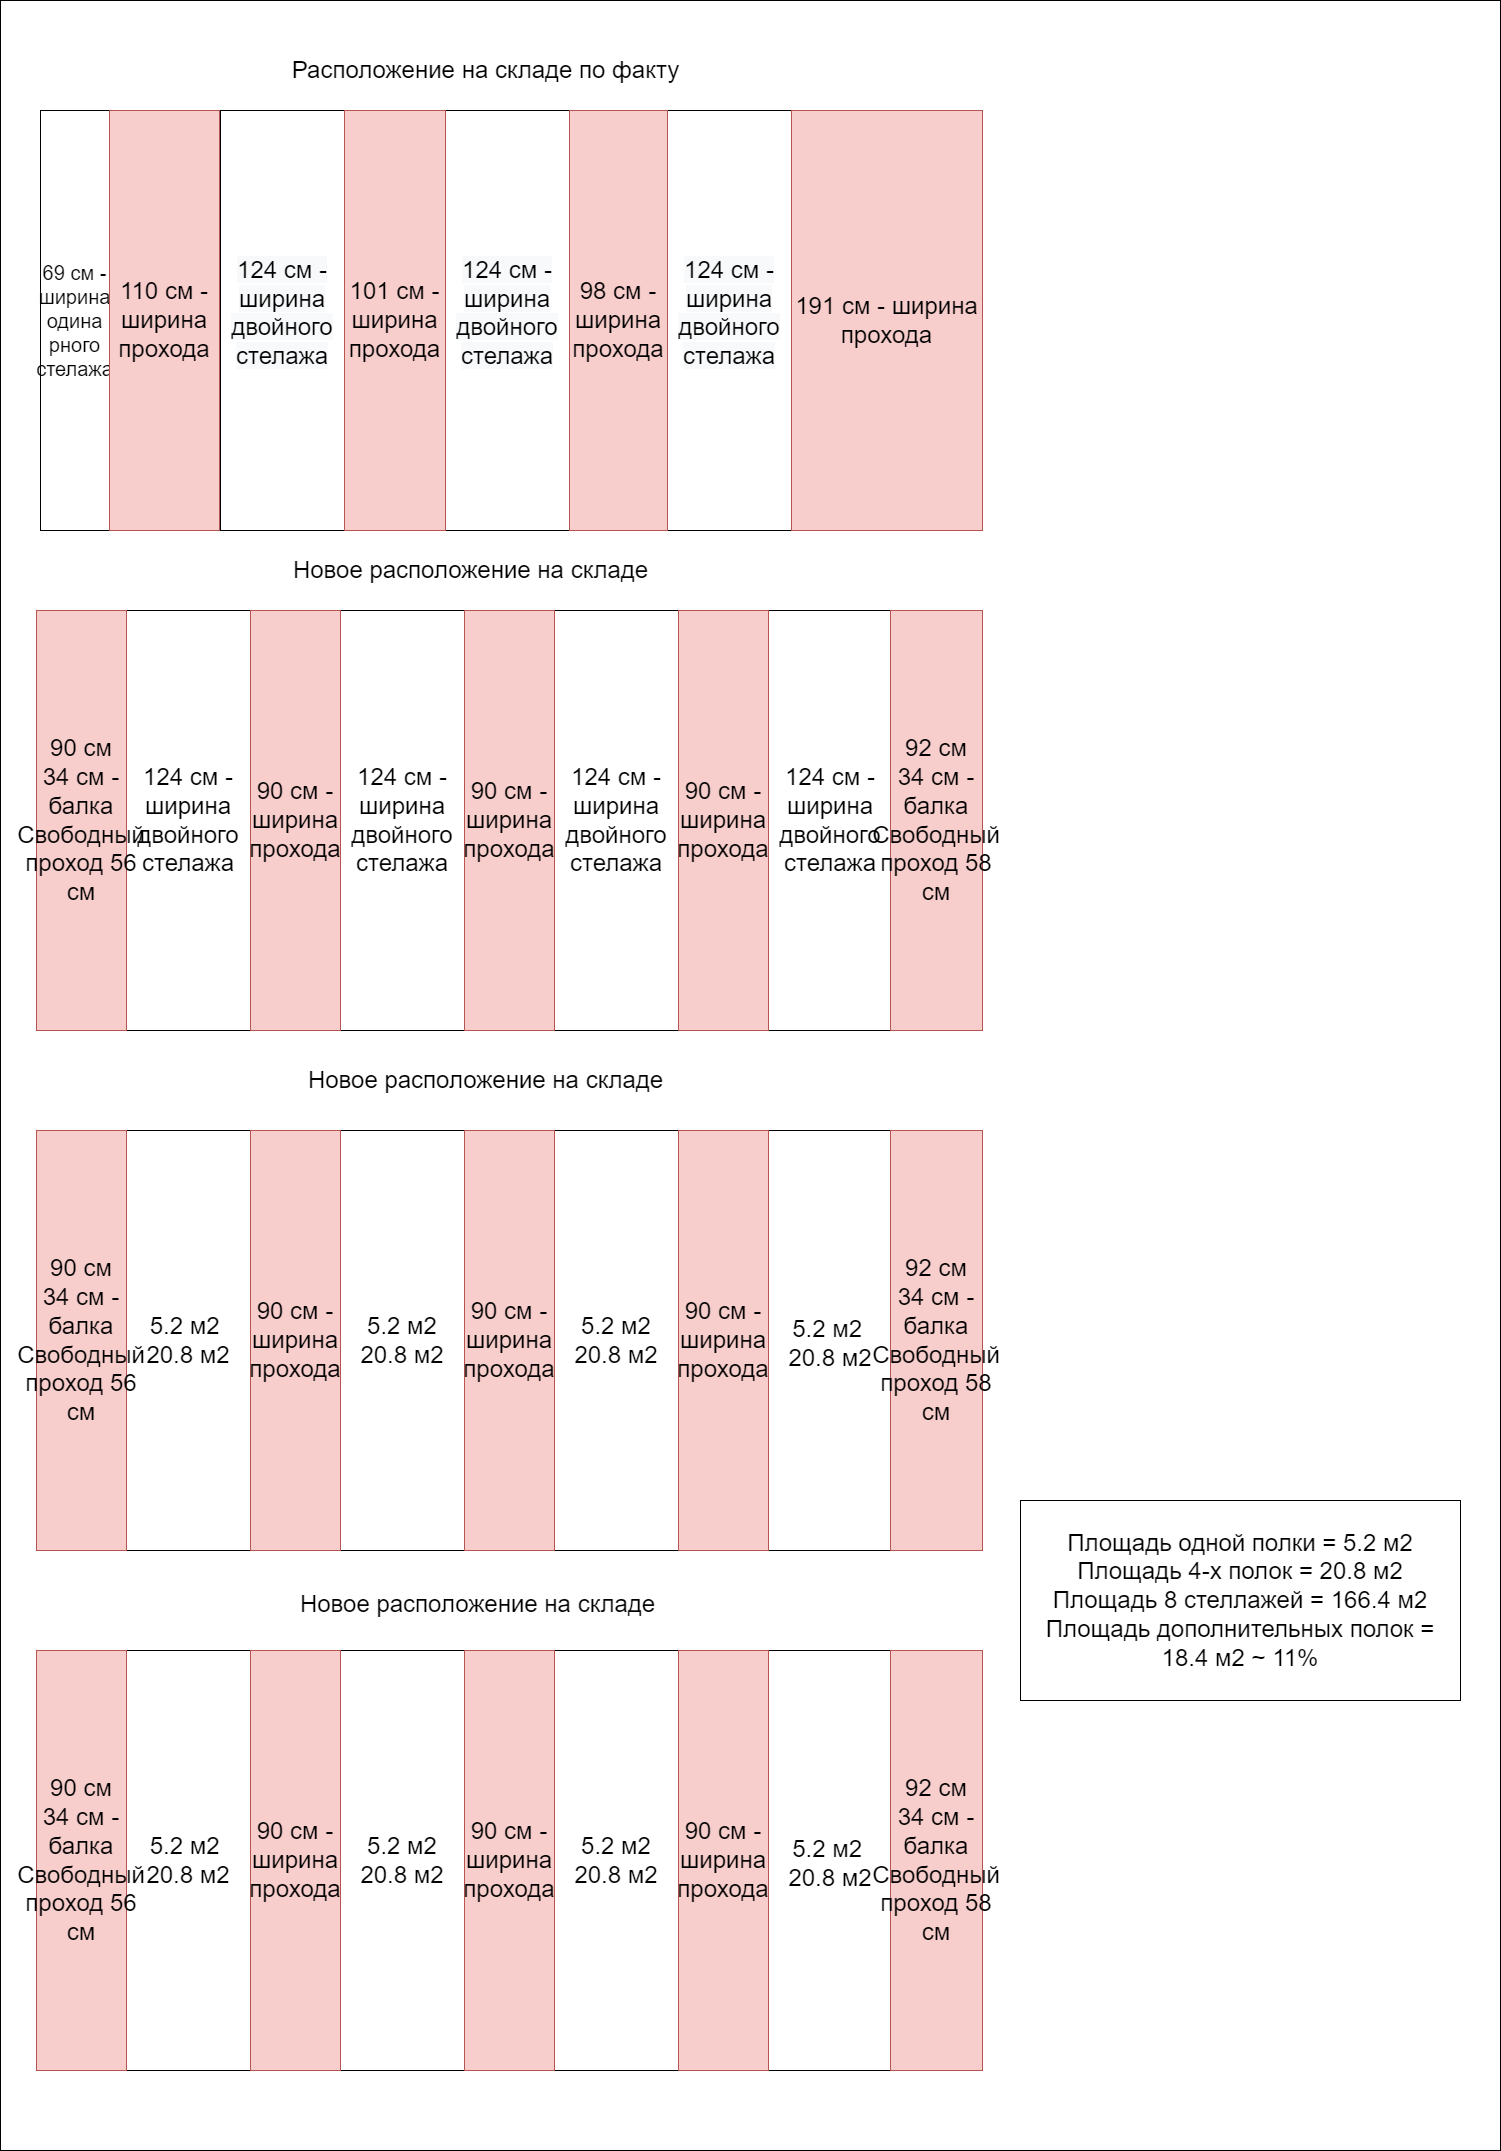 Расположение на складе по факту
69 см -
ширина
одина
рного
стелажа
110 см -
ширина
прохода
124 см -
ширина
двойного
стелажа
101 см -
ширина
прохода
124 см -
ширина
двойного
стелажа
98 см -
ширина
прохода
124 см -
ширина
двойного
стелажа
191 см - ширина
прохода
Новое расположение на складе
90 см
34 см -
балка
Свободный
проход 56
см
124 см -
ширина
двойного
стелажа
90 см -
ширина
прохода
124 см -
ширина
двойного
стелажа
90 см -
ширина
прохода
124 см -
ширина
двойного
стелажа
90 см -
ширина
прохода
124 см -
ширина
двойного
стелажа
92 см
34 см -
балка
Свободный
проход 58
см
Новое расположение на складе
90 см
34 см -
балка
Свободный
проход 56
см
5.2 м2
20.8 м2
90 см -
ширина
прохода
5.2 м2
20.8 м2
90 см -
ширина
прохода
5.2 м2
20.8 м2
90 см -
ширина
прохода
5.2 м2
20.8 м2
92 см
34 см -
балка
Свободный
проход 58
см
Площадь одной полки = 5.2 м2
Площадь 4-х полок = 20.8 м2
Площадь 8 стеллажей = 166.4 м2
Площадь дополнительных полок =
18.4 м2 ~ 11%
Новое расположение на складе
90 см
34 см -
балка
Свободный
проход 56
см
5.2 м2
20.8 м2
90 см -
ширина
прохода
5.2 м2
20.8 м2
90 см -
ширина
прохода
5.2 м2
20.8 м2
90 см -
ширина
прохода
5.2 м2
20.8 м2
92 см
34 см -
балка
Свободный
проход 58
см